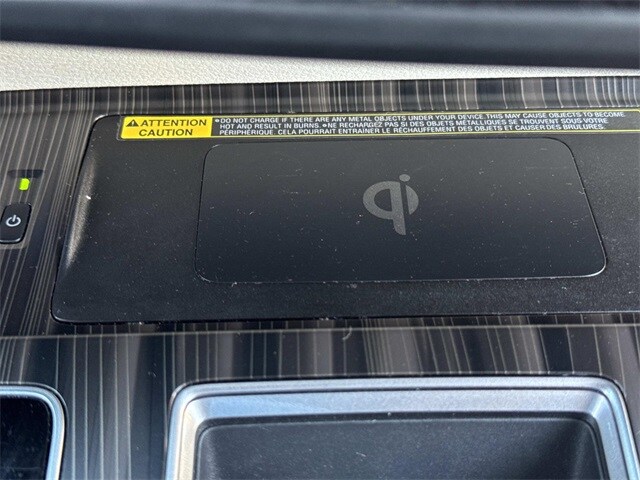 ATTENTION
CAUTION
•DO NOT CHARGE IF THERE ARE ANY METAL OBJECTS UNDER YOUR DEVICE. THIS MAY CAUSE OBJECTS TO BECOME
HOT AND RESULT IN BURNS. •NE RECHARGEZ PAS SI DES OBJETS MÉTALLIQUES SE TROUVENT SOUS VOTRE
PÉRIPHÉRIQUE. CELA POURRAIT ENTRAÎNER LE RÉCHAUFFEMENT DES OBJETS ET CAUSER DES BRÛLURES.
qi